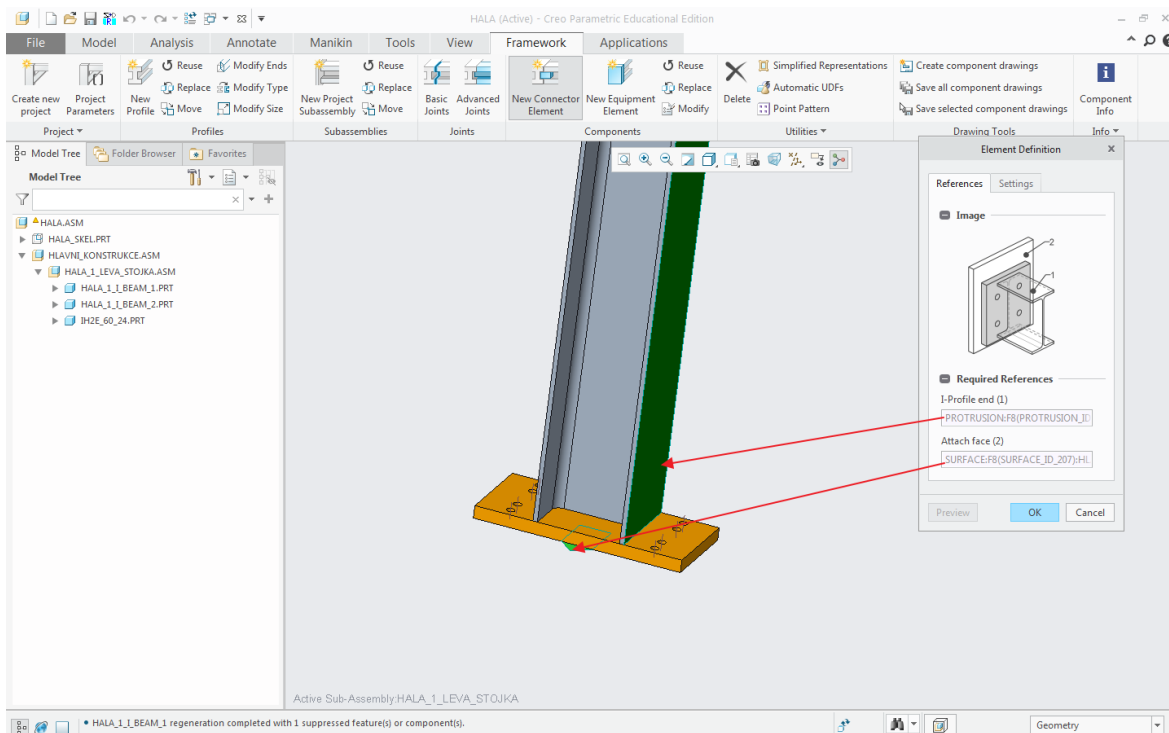 HALA (Active) - Creo Parametric Educational Edition
File Model Analysis Annotate Manikin Tools View Framework Applications
Create new project
Project Parameters
Project
New Profile
Reuse
Replace
Move
Modify Ends
Modify Type
Modify Size
Profiles
New Project Subassembly
Reuse
Replace
Move
Subassemblies
Basic Joints
Advanced Joints
Joints
New Connector Element
New Equipment Element
Reuse
Replace
Modify
Components
Delete
Simplified Representations
Automatic UDFs
Point Pattern
Utilities
Create component drawings
Save all component drawings
Save selected component drawings
Drawing Tools
Component Info
Info
Model Tree Folder Browser Favorites
Model Tree
HALA.ASM
HALA_SKEL.PRT
HLAVNI_KONSTRUKCE.ASM
HALA_1_LEVA_STOJKA.ASM
HALA_1_I_BEAM_1.PRT
HALA_1_I_BEAM_2.PRT
IH2E_60_24.PRT
Element Definition
References Settings
Image
2
1
Required References
I-Profile end (1)
PROTRUSION:F8(PROTRUSION_ID
Attach face (2)
SURFACE:F8(SURFACE_ID_207):HL
Preview OK Cancel
Active Sub-Assembly:HALA_1_LEVA_STOJKA
• HALA_1_I_BEAM_1 regeneration completed with 1 suppressed feature(s) or component(s).
Geometry